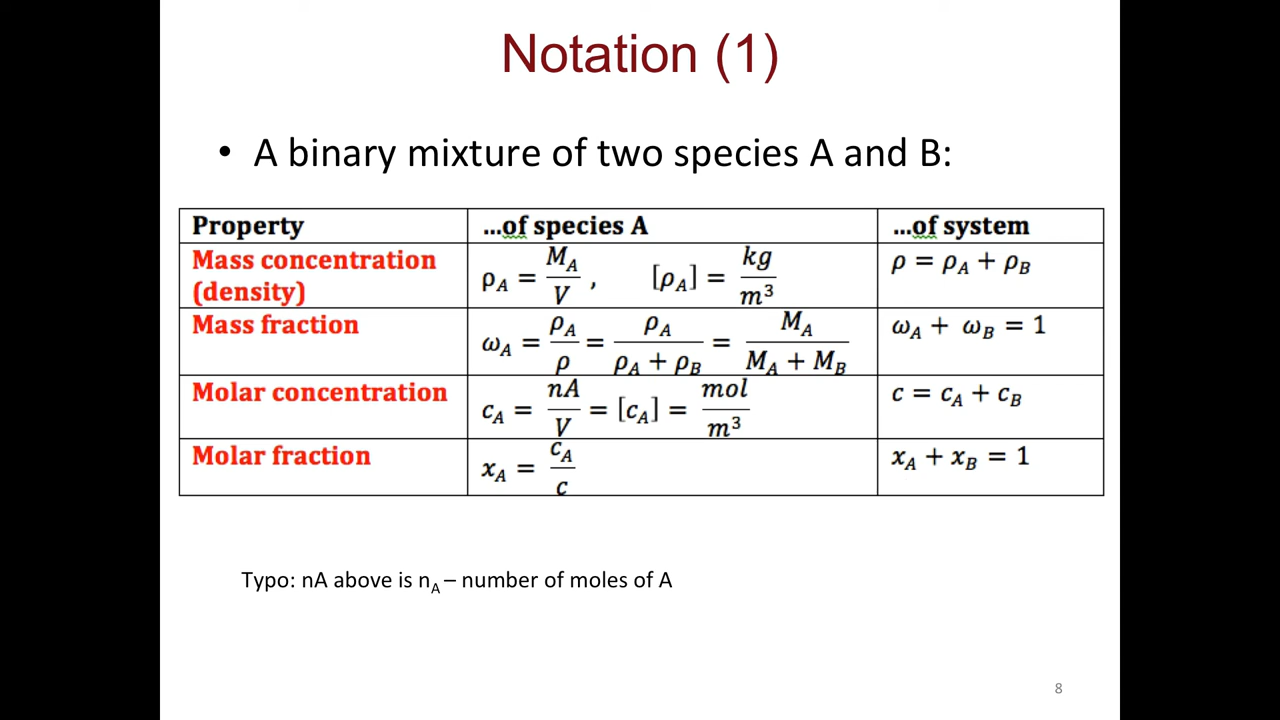 Notation (1)
• A binary mixture of two species A and B:
Property …of species A …of system
Mass concentration (density) ρ_A = M_A / V , [ρ_A] = kg / m³ ρ = ρ_A + ρ_B
Mass fraction ω_A = ρ_A / ρ = ρ_A / (ρ_A + ρ_B) = M_A / (M_A + M_B) ω_A + ω_B = 1
Molar concentration c_A = nA / V = [c_A] = mol / m³ c = c_A + c_B
Molar fraction x_A = c_A / c x_A + x_B = 1
Typo: nA above is n_A – number of moles of A
8